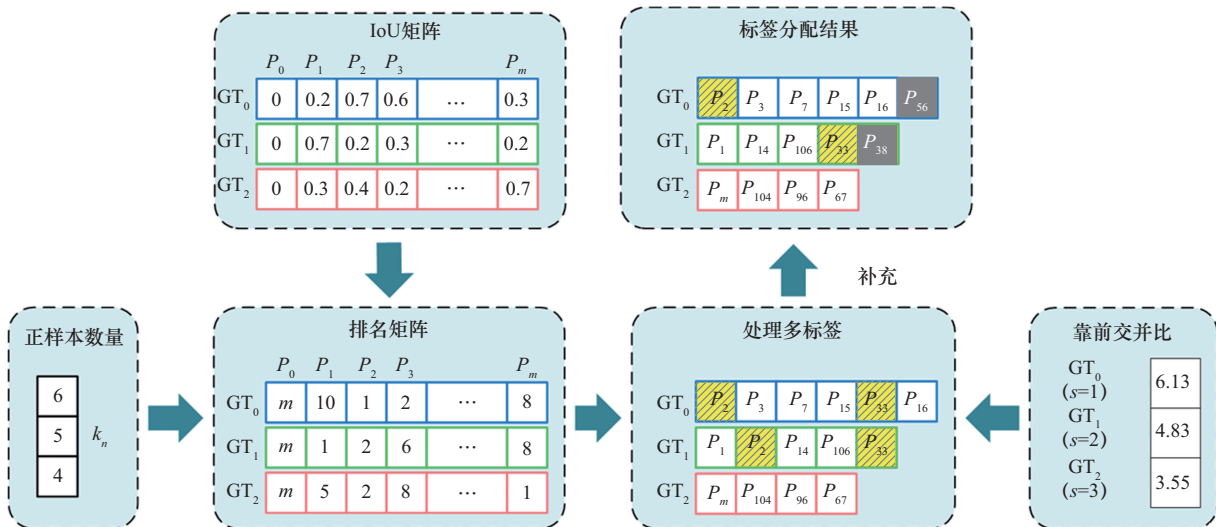 IoU矩阵
P0 P1 P2 P3 Pm
GT0 0 0.2 0.7 0.6 … 0.3
GT1 0 0.7 0.2 0.3 … 0.2
GT2 0 0.3 0.4 0.2 … 0.7
标签分配结果
GT0 P2 P3 P7 P15 P16 P56
GT1 P1 P14 P106 P33 P38
GT2 Pm P104 P96 P67
补充
正样本数量
6
5
4
kn
排名矩阵
P0 P1 P2 P3 Pm
GT0 m 10 1 2 … 8
GT1 m 1 2 6 … 8
GT2 m 5 2 8 … 1
处理多标签
GT0 P2 P3 P7 P15 P33 P16
GT1 P1 P2 P14 P106 P33
GT2 Pm P104 P96 P67
靠前交并比
GT0
(s=1)
6.13
GT1
(s=2)
4.83
GT2
(s=3)
3.55